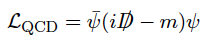 ℒ_QCD = ψ̄(iD̸ − m)ψ